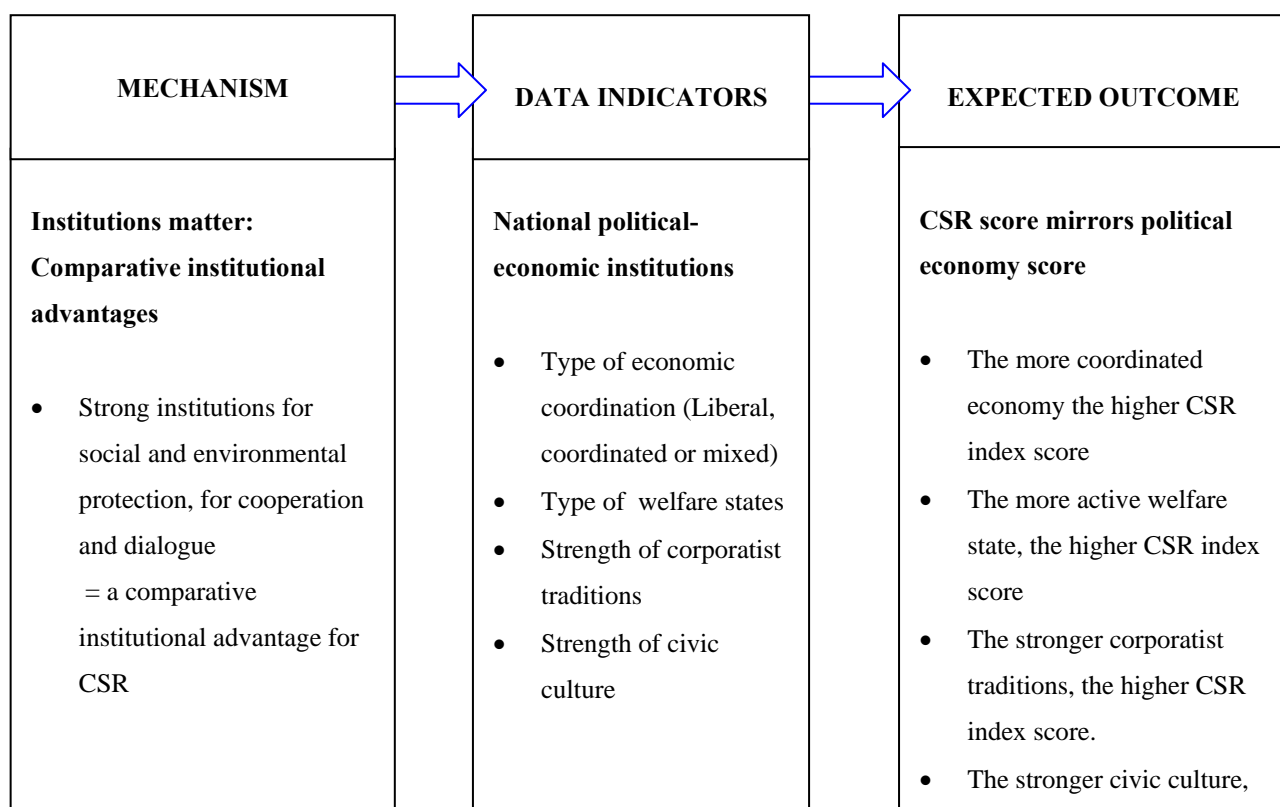 MECHANISM
Institutions matter:
Comparative institutional
advantages
• Strong institutions for
social and environmental
protection, for cooperation
and dialogue
= a comparative
institutional advantage for
CSR
DATA INDICATORS
National political-
economic institutions
• Type of economic
coordination (Liberal,
coordinated or mixed)
• Type of welfare states
• Strength of corporatist
traditions
• Strength of civic
culture
EXPECTED OUTCOME
CSR score mirrors political
economy score
• The more coordinated
economy the higher CSR
index score
• The more active welfare
state, the higher CSR index
score
• The stronger corporatist
traditions, the higher CSR
index score.
• The stronger civic culture,